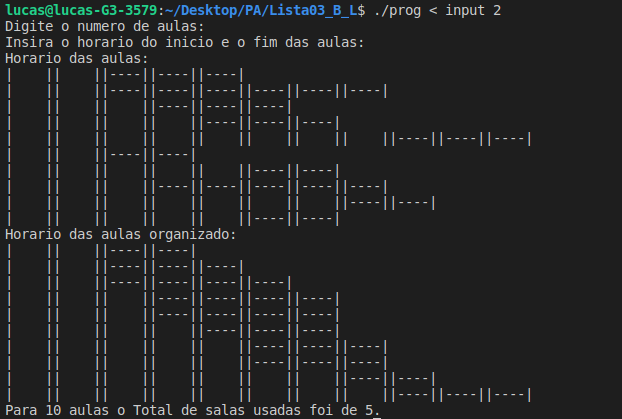 lucas@lucas-G3-3579:~/Desktop/PA/Lista03_B_L$ ./prog < input 2
Digite o numero de aulas:
Insira o horario do inicio e o fim das aulas:
Horario das aulas:
|    ||    ||----||----||----|
|    ||    ||----||----||----||----||----||----|
|    ||    ||    ||----||----||----|
|    ||    ||    ||    ||----||----||----|
|    ||    ||    ||    ||    ||    ||    ||    ||----||----||----|
|    ||    ||----||----|
|    ||    ||    ||    ||    ||----||----|
|    ||    ||    ||----||----||----||----||----|
|    ||    ||    ||    ||    ||    ||    ||----||----|
|    ||    ||    ||    ||    ||----||----|
Horario das aulas organizado:
|    ||    ||----||----|
|    ||    ||----||----||----|
|    ||    ||----||----||----||----|
|    ||    ||    ||----||----||----||----|
|    ||    ||    ||----||----||----||----|
|    ||    ||    ||    ||----||----||----|
|    ||    ||    ||    ||    ||----||----||----|
|    ||    ||    ||    ||    ||----||----||----|
|    ||    ||    ||    ||    ||    ||    ||----||----|
|    ||    ||    ||    ||    ||    ||    ||    ||----||----||----|
Para 10 aulas o Total de salas usadas foi de 5.